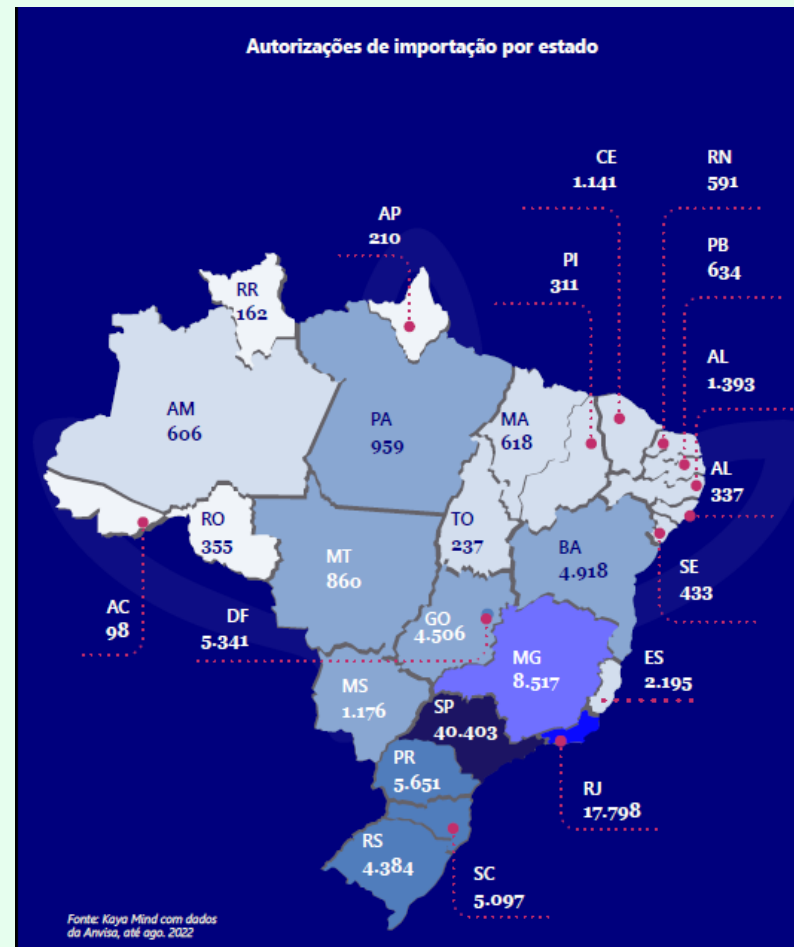 Autorizações de importação por estado
CE
1.141
RN
591
AP
210
PI
311
PB
634
RR
162
AL
1.393
AM
606
PA
959
MA
618
AL
337
RO
355
TO
237
MT
860
BA
4.918
SE
433
AC
98
DF
5.341
GO
4.506
MG
8.517
ES
2.195
MS
1.176
SP
40.403
PR
5.651
RJ
17.798
RS
4.384
SC
5.097
Fonte: Kaya Mind com dados
da Anvisa, até ago. 2022